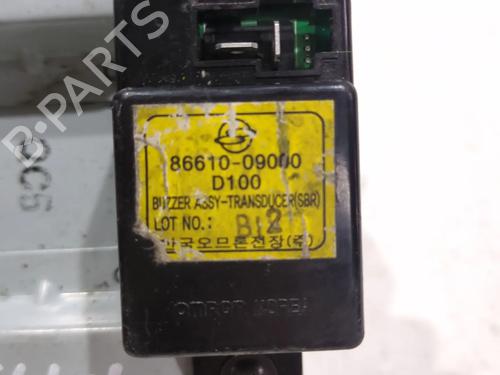 86610-09000
D100
BUZZER ASSY-TRANSDUCER(SBR)
LOT NO.: B12
한국오므론전장(주)
OMRON KOREA
B-PARTS